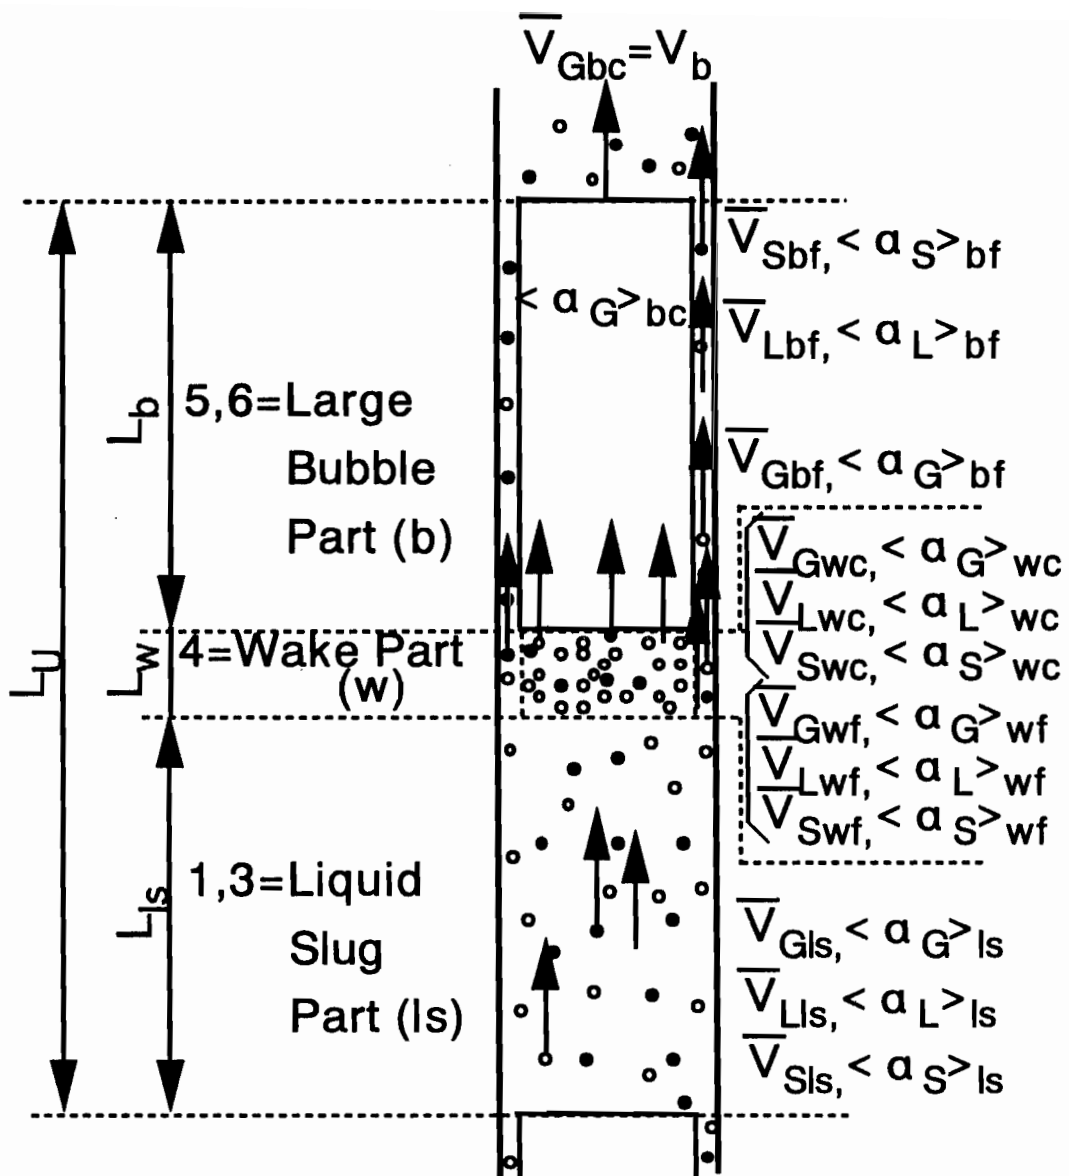 V̅Gbc=Vb
V̅Sbf,<αS>bf
<αG>bc
V̅Lbf,<αL>bf
5,6=Large
Bubble
Part (b)
Lb
V̅Gbf,<αG>bf
V̅Gwc,<αG>wc
V̅Lwc,<αL>wc
V̅Swc,<αS>wc
LU
Lw
4=Wake Part
(w)
V̅Gwf,<αG>wf
V̅Lwf,<αL>wf
V̅Swf,<αS>wf
Lls
1,3=Liquid
Slug
Part (ls)
V̅Gls,<αG>ls
V̅Lls,<αL>ls
V̅Sls,<αS>ls